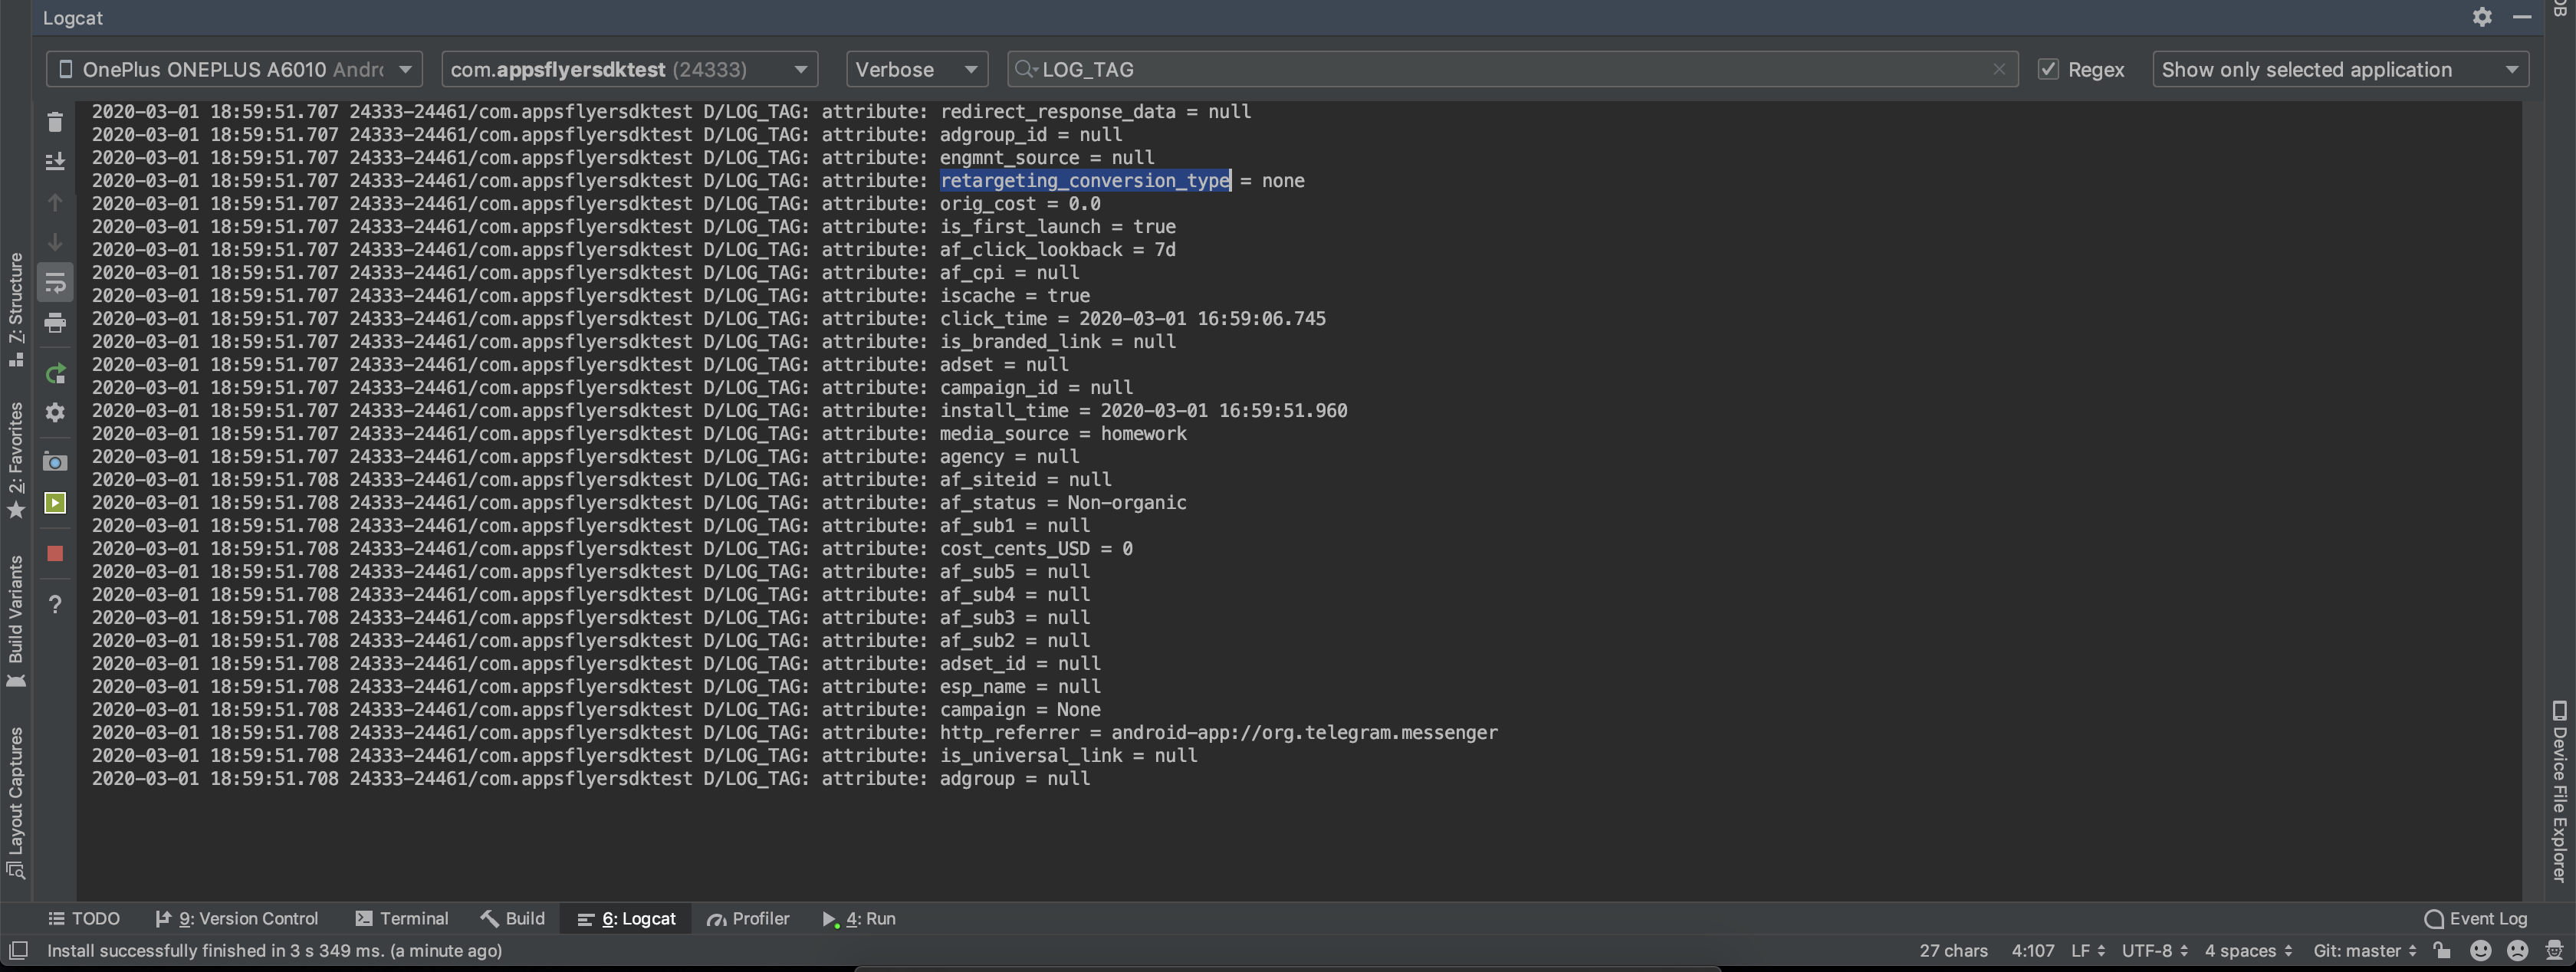 Logcat
OnePlus ONEPLUS A6010 Andr
com.appsflyersdktest (24333)
Verbose
LOG_TAG
Regex
Show only selected application
2020-03-01 18:59:51.707 24333-24461/com.appsflyersdktest D/LOG_TAG: attribute: redirect_response_data = null
2020-03-01 18:59:51.707 24333-24461/com.appsflyersdktest D/LOG_TAG: attribute: adgroup_id = null
2020-03-01 18:59:51.707 24333-24461/com.appsflyersdktest D/LOG_TAG: attribute: engmnt_source = null
2020-03-01 18:59:51.707 24333-24461/com.appsflyersdktest D/LOG_TAG: attribute: retargeting_conversion_type = none
2020-03-01 18:59:51.707 24333-24461/com.appsflyersdktest D/LOG_TAG: attribute: orig_cost = 0.0
2020-03-01 18:59:51.707 24333-24461/com.appsflyersdktest D/LOG_TAG: attribute: is_first_launch = true
2020-03-01 18:59:51.707 24333-24461/com.appsflyersdktest D/LOG_TAG: attribute: af_click_lookback = 7d
2020-03-01 18:59:51.707 24333-24461/com.appsflyersdktest D/LOG_TAG: attribute: af_cpi = null
2020-03-01 18:59:51.707 24333-24461/com.appsflyersdktest D/LOG_TAG: attribute: iscache = true
2020-03-01 18:59:51.707 24333-24461/com.appsflyersdktest D/LOG_TAG: attribute: click_time = 2020-03-01 16:59:06.745
2020-03-01 18:59:51.707 24333-24461/com.appsflyersdktest D/LOG_TAG: attribute: is_branded_link = null
2020-03-01 18:59:51.707 24333-24461/com.appsflyersdktest D/LOG_TAG: attribute: adset = null
2020-03-01 18:59:51.707 24333-24461/com.appsflyersdktest D/LOG_TAG: attribute: campaign_id = null
2020-03-01 18:59:51.707 24333-24461/com.appsflyersdktest D/LOG_TAG: attribute: install_time = 2020-03-01 16:59:51.960
2020-03-01 18:59:51.707 24333-24461/com.appsflyersdktest D/LOG_TAG: attribute: media_source = homework
2020-03-01 18:59:51.707 24333-24461/com.appsflyersdktest D/LOG_TAG: attribute: agency = null
2020-03-01 18:59:51.708 24333-24461/com.appsflyersdktest D/LOG_TAG: attribute: af_siteid = null
2020-03-01 18:59:51.708 24333-24461/com.appsflyersdktest D/LOG_TAG: attribute: af_status = Non-organic
2020-03-01 18:59:51.708 24333-24461/com.appsflyersdktest D/LOG_TAG: attribute: af_sub1 = null
2020-03-01 18:59:51.708 24333-24461/com.appsflyersdktest D/LOG_TAG: attribute: cost_cents_USD = 0
2020-03-01 18:59:51.708 24333-24461/com.appsflyersdktest D/LOG_TAG: attribute: af_sub5 = null
2020-03-01 18:59:51.708 24333-24461/com.appsflyersdktest D/LOG_TAG: attribute: af_sub4 = null
2020-03-01 18:59:51.708 24333-24461/com.appsflyersdktest D/LOG_TAG: attribute: af_sub3 = null
2020-03-01 18:59:51.708 24333-24461/com.appsflyersdktest D/LOG_TAG: attribute: af_sub2 = null
2020-03-01 18:59:51.708 24333-24461/com.appsflyersdktest D/LOG_TAG: attribute: adset_id = null
2020-03-01 18:59:51.708 24333-24461/com.appsflyersdktest D/LOG_TAG: attribute: esp_name = null
2020-03-01 18:59:51.708 24333-24461/com.appsflyersdktest D/LOG_TAG: attribute: campaign = None
2020-03-01 18:59:51.708 24333-24461/com.appsflyersdktest D/LOG_TAG: attribute: http_referrer = android-app://org.telegram.messenger
2020-03-01 18:59:51.708 24333-24461/com.appsflyersdktest D/LOG_TAG: attribute: is_universal_link = null
2020-03-01 18:59:51.708 24333-24461/com.appsflyersdktest D/LOG_TAG: attribute: adgroup = null
Z: Structure
2: Favorites
Build Variants
Layout Captures
DB
Device File Explorer
TODO
9: Version Control
Terminal
Build
6: Logcat
Profiler
4: Run
Event Log
Install successfully finished in 3 s 349 ms. (a minute ago)
27 chars
4:107
LF
UTF-8
4 spaces
Git: master